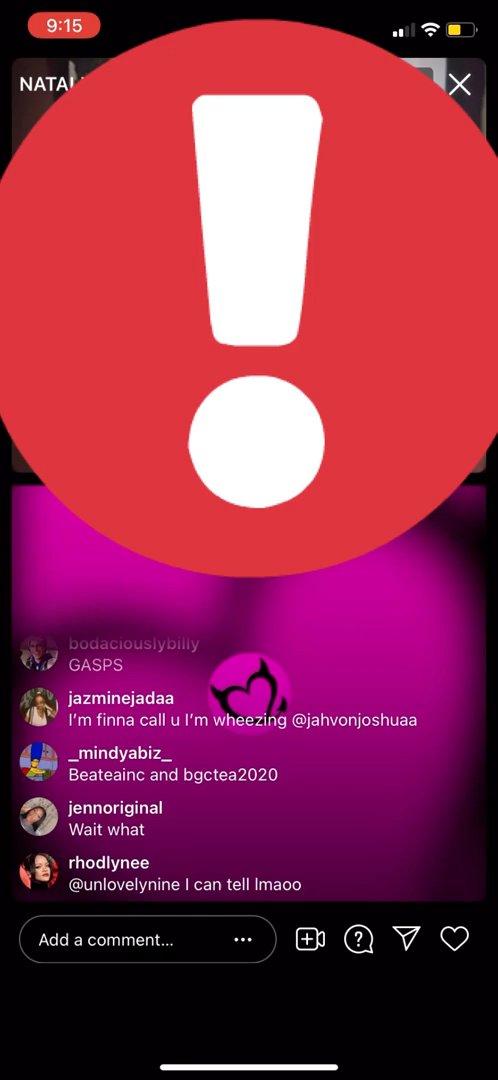 9:15
bodaciouslybilly
GASPS
jazminejadaa
I'm finna call u I'm wheezing @jahvonjoshuaa
_mindyabiz_
Beateainc and bgctea2020
jennoriginal
Wait what
rhodlynee
@unlovelynine I can tell lmaoo
Add a comment...